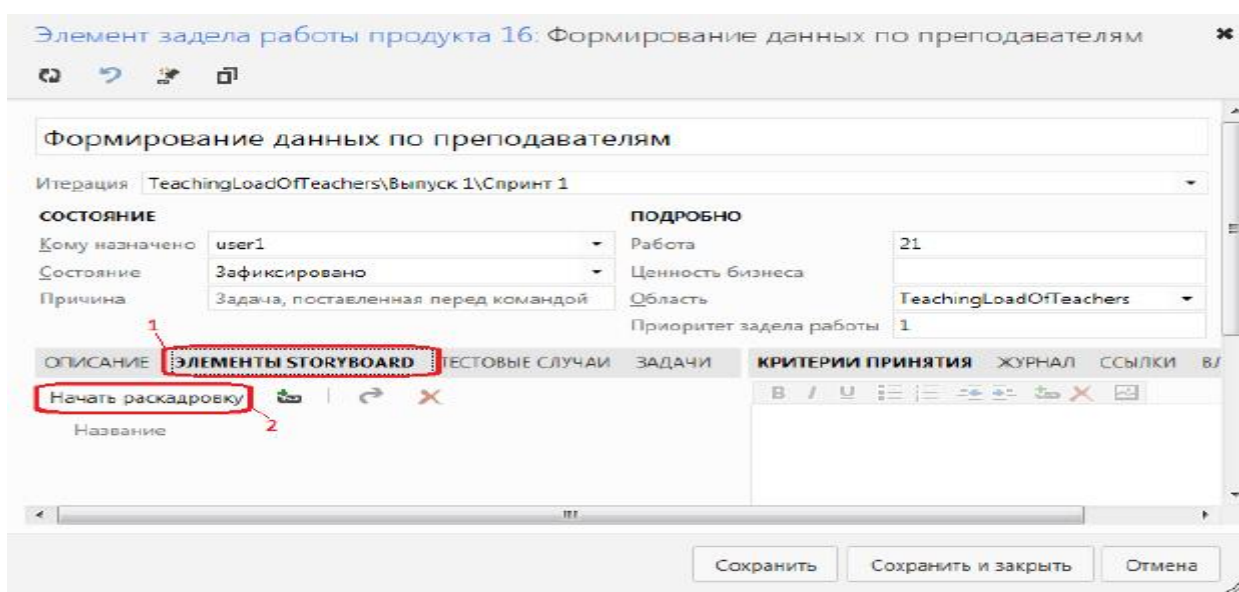 Элемент задела работы продукта 16: Формирование данных по преподавателям
Формирование данных по преподавателям
Итерация TeachingLoadOfTeachers\Выпуск 1\Спринт 1
СОСТОЯНИЕ ПОДРОБНО
Кому назначено user1 Работа 21
Состояние Зафиксировано Ценность бизнеса
Причина Задача, поставленная перед командой Область TeachingLoadOfTeachers
1 Приоритет задела работы 1
ОПИСАНИЕ ЭЛЕМЕНТЫ STORYBOARD ТЕСТОВЫЕ СЛУЧАИ ЗАДАЧИ КРИТЕРИИ ПРИНЯТИЯ ЖУРНАЛ ССЫЛКИ ВЛ
Начать раскадровку B I U
Название 2
Сохранить Сохранить и закрыть Отмена